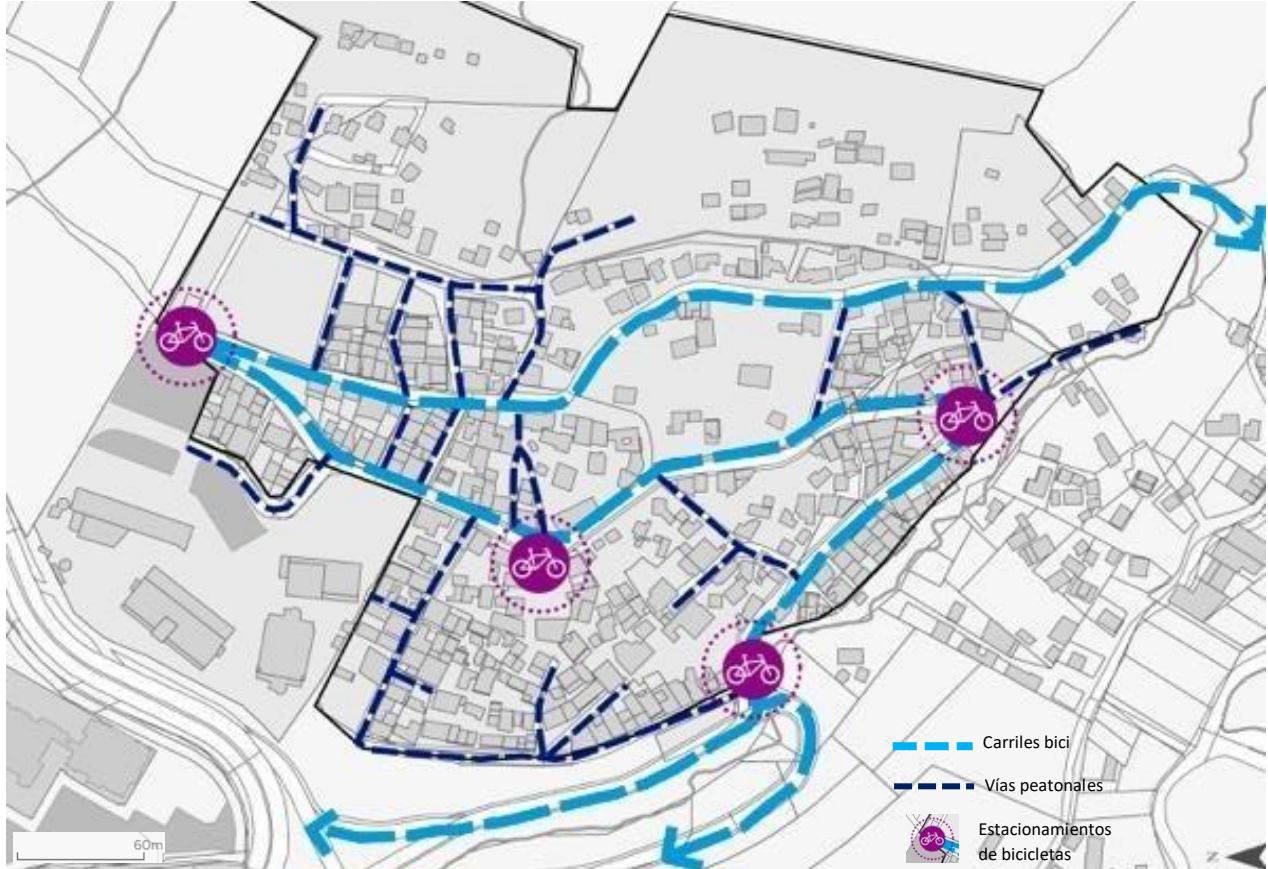 Carriles bici
Vías peatonales
Estacionamientos
de bicicletas
60m
N